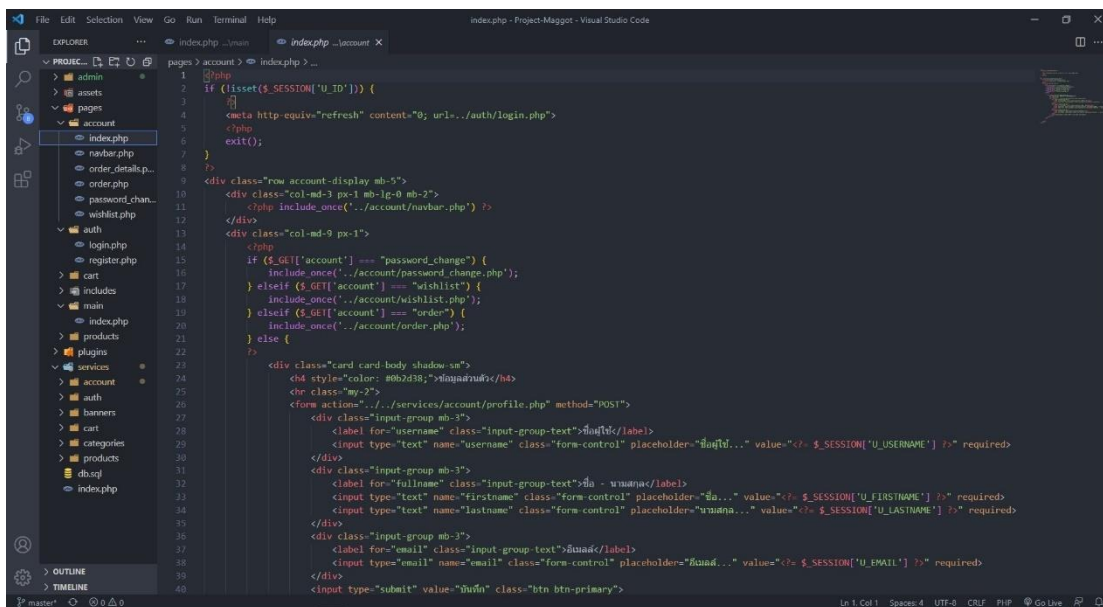 File Edit Selection View Go Run Terminal Help
index.php - Project-Maggot - Visual Studio Code
EXPLORER ...
index.php ...\main
index.php ...\account
PROJEC...
pages > account > index.php > ...
admin
assets
pages
account
index.php
navbar.php
order_details.p...
order.php
password_chan...
wishlist.php
auth
login.php
register.php
cart
includes
main
index.php
products
plugins
services
account
auth
banners
cart
categories
products
db.sql
index.php
OUTLINE
TIMELINE
1 <?php
2 if (!isset($_SESSION['U_ID'])) {
3 ?>
4 <meta http-equiv="refresh" content="0; url=../auth/login.php">
5 <?php
6 exit();
7 }
8 ?>
9 <div class="row account-display mb-5">
10 <div class="col-md-3 px-1 mb-lg-0 mb-2">
11 <?php include_once('../account/navbar.php') ?>
12 </div>
13 <div class="col-md-9 px-1">
14 <?php
15 if ($_GET['account'] === "password_change") {
16 include_once('../account/password_change.php');
17 } elseif ($_GET['account'] === "wishlist") {
18 include_once('../account/wishlist.php');
19 } elseif ($_GET['account'] === "order") {
20 include_once('../account/order.php');
21 } else {
22 ?>
23 <div class="card card-body shadow-sm">
24 <h4 style="color: #0b2d38;">ข้อมูลส่วนตัว</h4>
25 <hr class="my-2">
26 <form action="../../services/account/profile.php" method="POST">
27 <div class="input-group mb-3">
28 <label for="username" class="input-group-text">ชื่อผู้ใช้</label>
29 <input type="text" name="username" class="form-control" placeholder="ชื่อผู้ใช้..." value="<?= $_SESSION['U_USERNAME'] ?>" required>
30 </div>
31 <div class="input-group mb-3">
32 <label for="fullname" class="input-group-text">ชื่อ - นามสกุล</label>
33 <input type="text" name="firstname" class="form-control" placeholder="ชื่อ..." value="<?= $_SESSION['U_FIRSTNAME'] ?>" required>
34 <input type="text" name="lastname" class="form-control" placeholder="นามสกุล..." value="<?= $_SESSION['U_LASTNAME'] ?>" required>
35 </div>
36 <div class="input-group mb-3">
37 <label for="email" class="input-group-text">อีเมลล์</label>
38 <input type="email" name="email" class="form-control" placeholder="อีเมลล์..." value="<?= $_SESSION['U_EMAIL'] ?>" required>
39 </div>
40 <input type="submit" value="บันทึก" class="btn btn-primary">
master* 0 0 Ln 1, Col 1 Spaces: 4 UTF-8 CRLF PHP Go Live